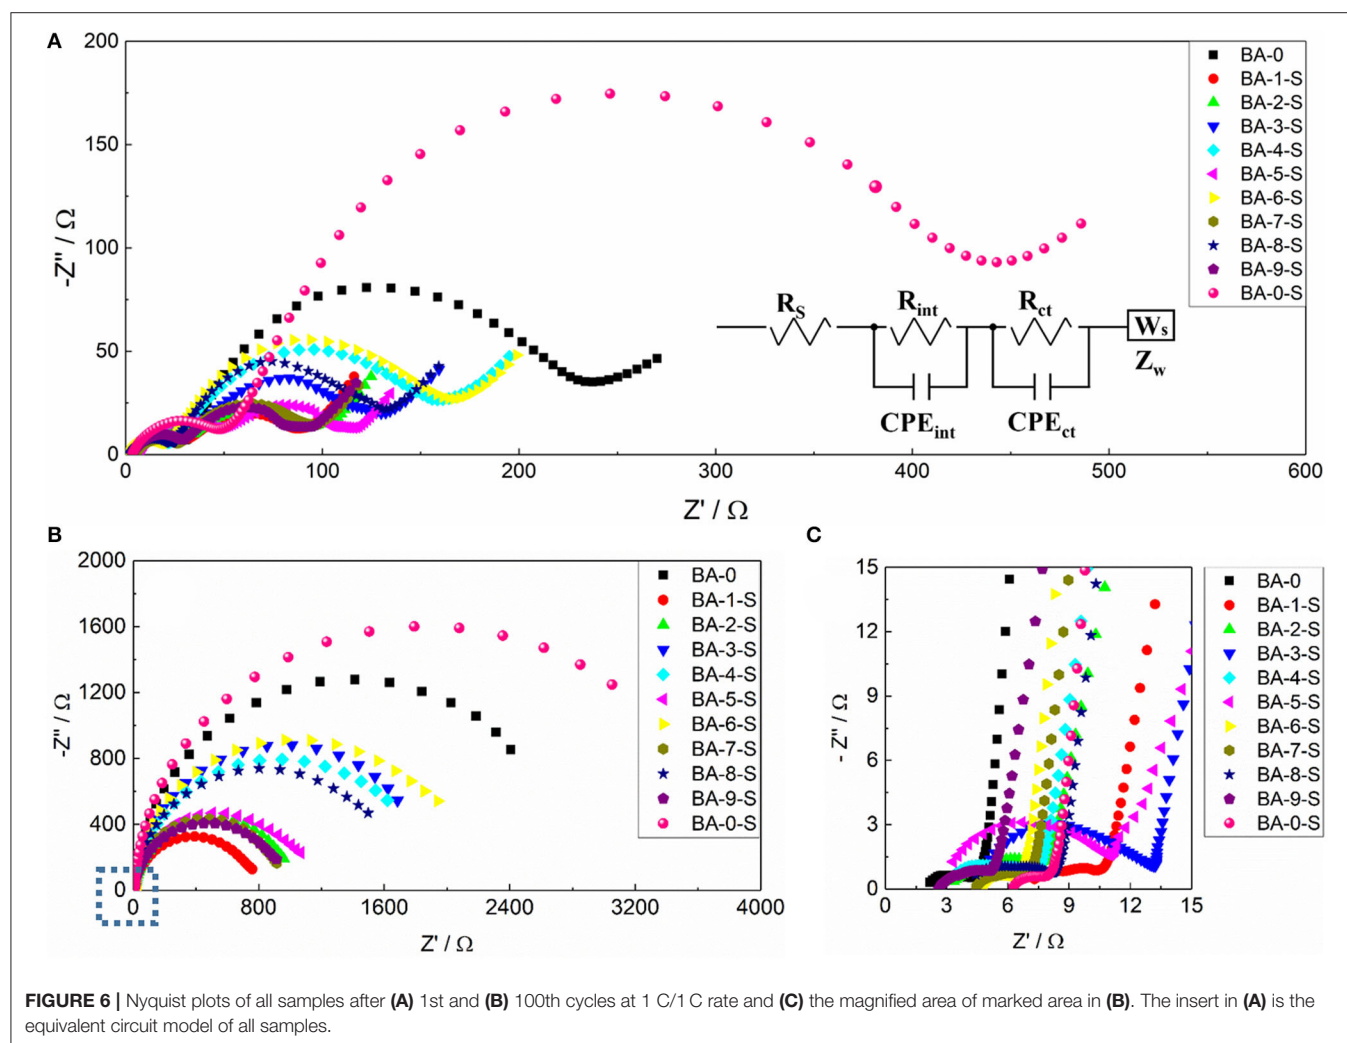 A
200
150
100
50
0
-Z" / Ω
0
100
200
300
400
500
600
Z' / Ω
BA-0
BA-1-S
BA-2-S
BA-3-S
BA-4-S
BA-5-S
BA-6-S
BA-7-S
BA-8-S
BA-9-S
BA-0-S
RS
Rint
Rct
Ws
Zw
CPEint
CPEct
B
2000
1600
1200
800
400
0
-Z" / Ω
0
800
1600
2400
3200
4000
Z' / Ω
BA-0
BA-1-S
BA-2-S
BA-3-S
BA-4-S
BA-5-S
BA-6-S
BA-7-S
BA-8-S
BA-9-S
BA-0-S
C
15
12
9
6
3
0
-Z" / Ω
3
6
9
12
15
Z' / Ω
BA-0
BA-1-S
BA-2-S
BA-3-S
BA-4-S
BA-5-S
BA-6-S
BA-7-S
BA-8-S
BA-9-S
BA-0-S
FIGURE 6 | Nyquist plots of all samples after (A) 1st and (B) 100th cycles at 1 C/1 C rate and (C) the magnified area of marked area in (B). The insert in (A) is the
equivalent circuit model of all samples.